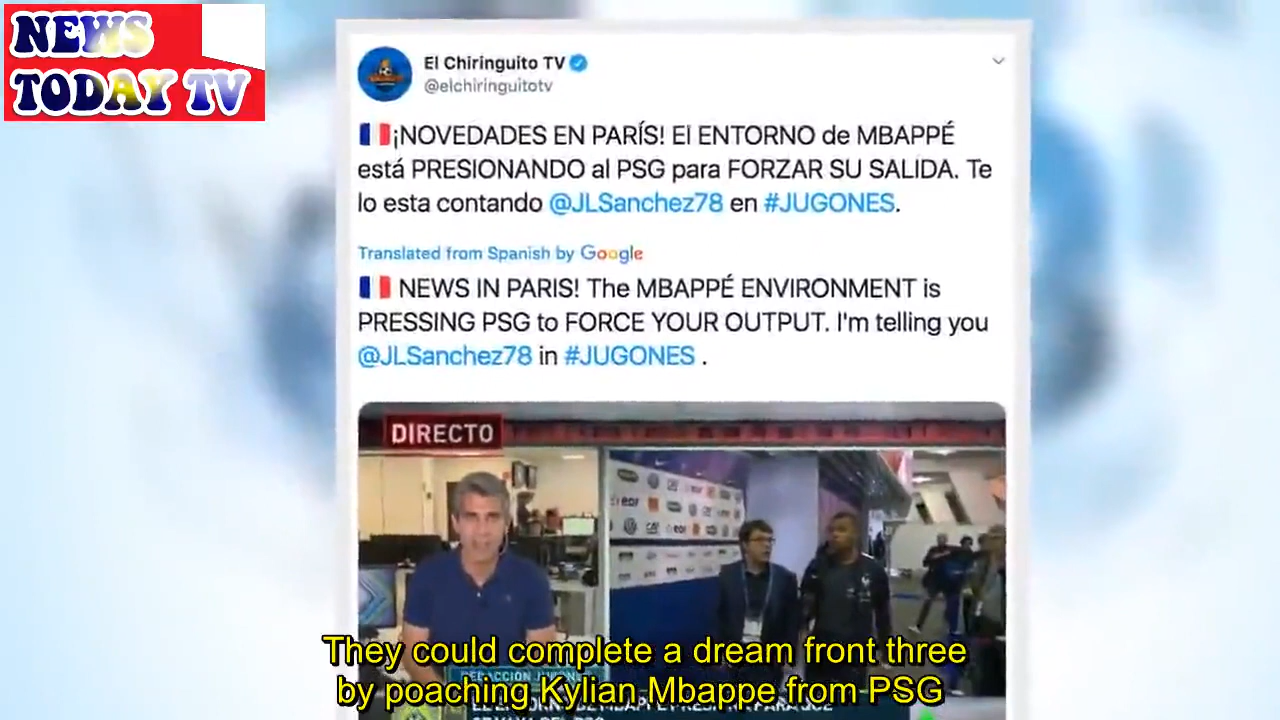 NEWS
TODAY TV
El Chiringuito TV
@elchiringuitotv
¡NOVEDADES EN PARÍS! El ENTORNO de MBAPPÉ
está PRESIONANDO al PSG para FORZAR SU SALIDA. Te
lo esta contando @JLSanchez78 en #JUGONES.
Translated from Spanish by Google
NEWS IN PARIS! The MBAPPÉ ENVIRONMENT is
PRESSING PSG to FORCE YOUR OUTPUT. I'm telling you
@JLSanchez78 in #JUGONES .
DIRECTO
They could complete a dream front three
REDACCIÓN JUGONES
by poaching Kylian Mbappe from PSG